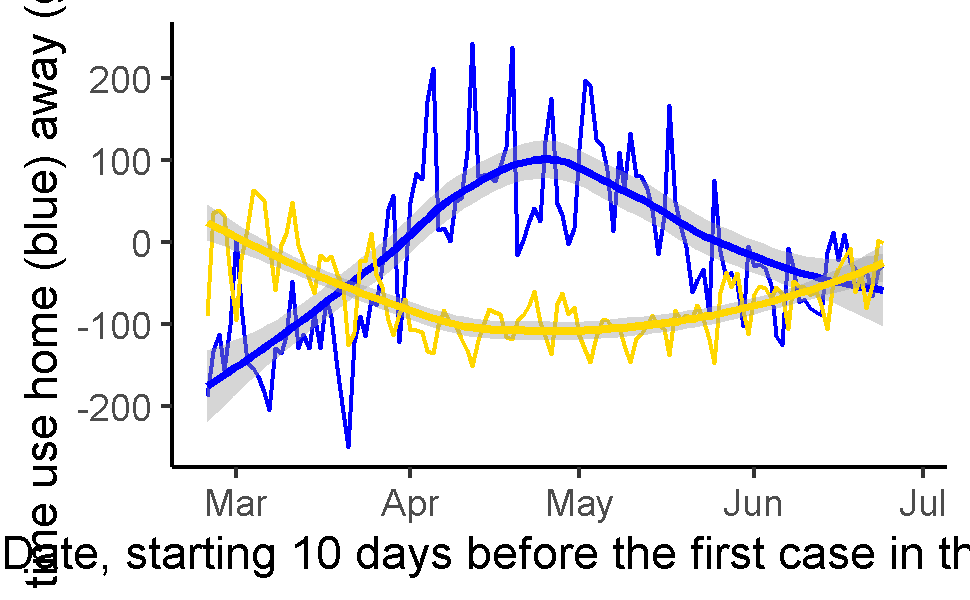 time use home (blue) away (
200
100
0
-100
-200
Mar Apr May Jun Jul
Date, starting 10 days before the first case in th